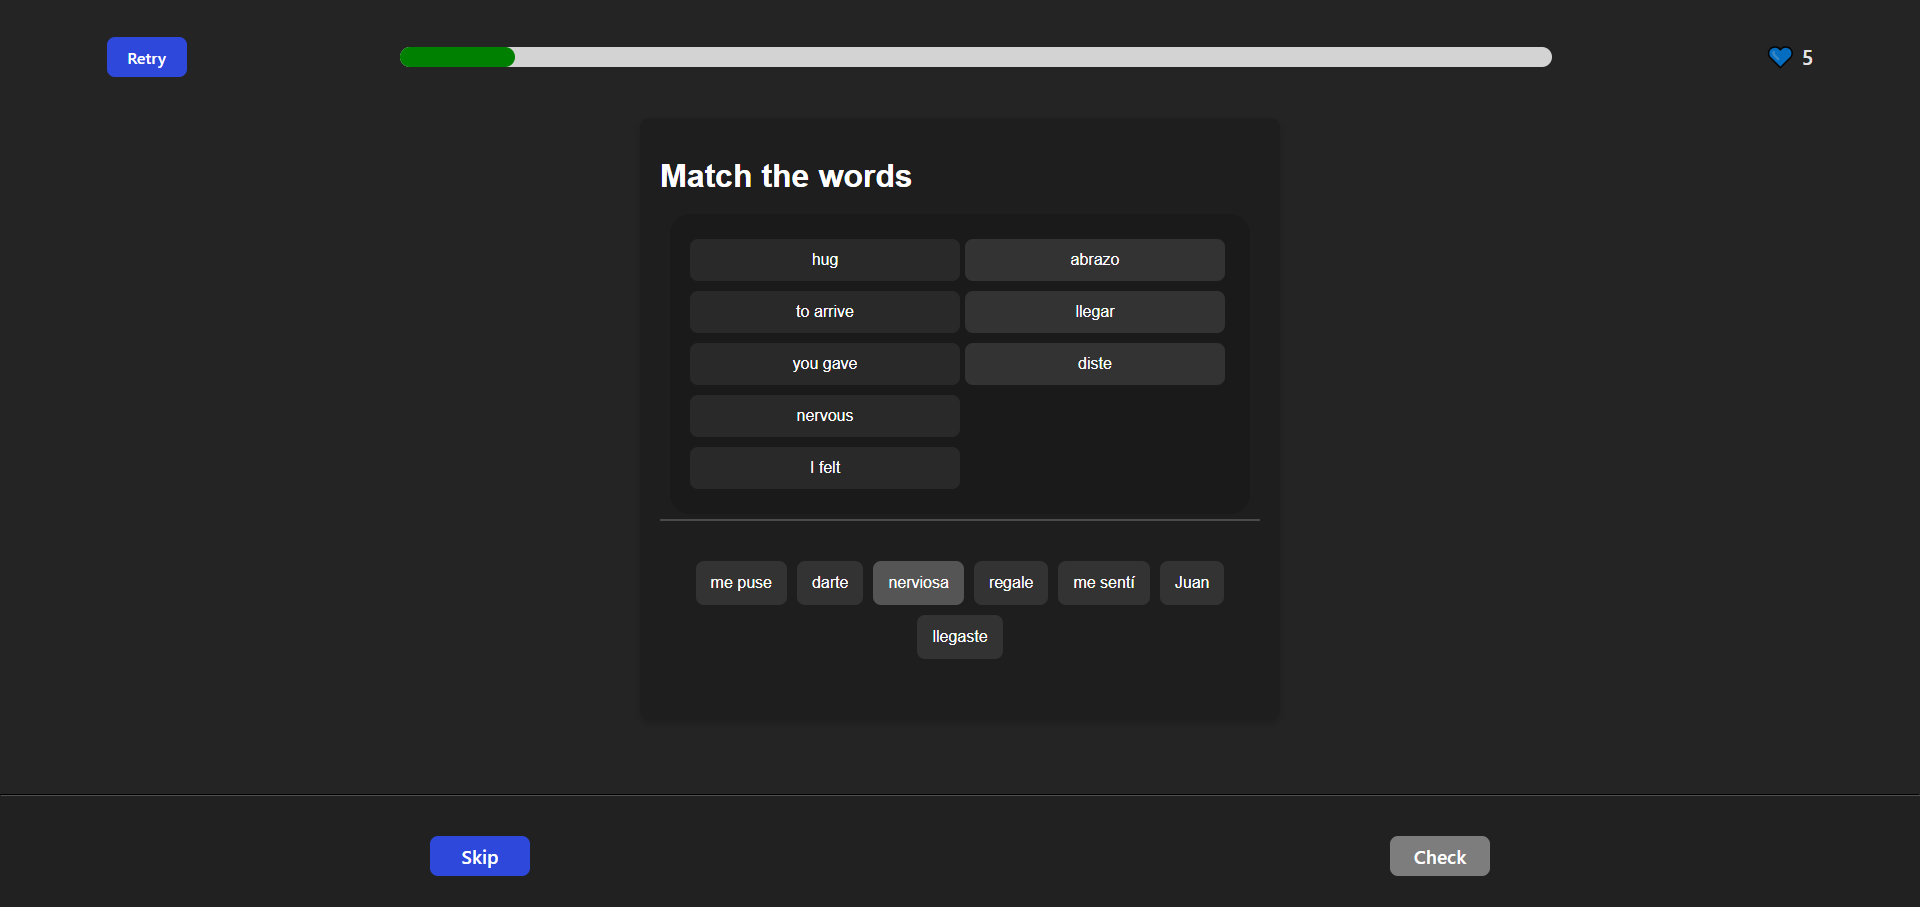 Retry
5
Match the words
hug abrazo
to arrive llegar
you gave diste
nervous
I felt
me puse darte nerviosa regale me sentí Juan
llegaste
Skip Check